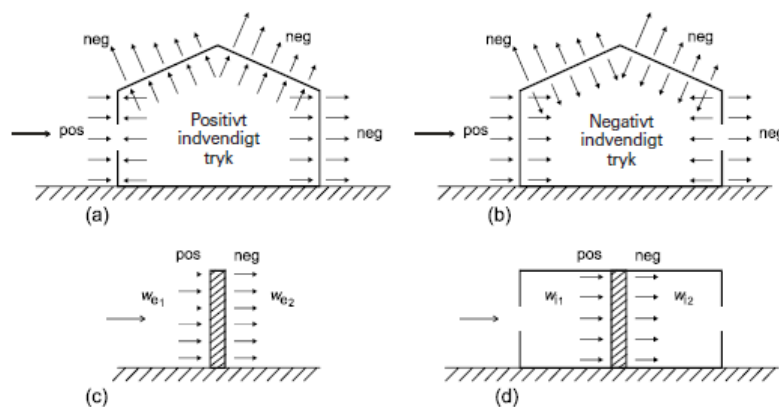 neg
neg
pos
Positivt
indvendigt
tryk
neg
(a)
neg
neg
pos
Negativt
indvendigt
tryk
neg
(b)
pos
neg
we1
we2
(c)
pos
neg
wi1
wi2
(d)